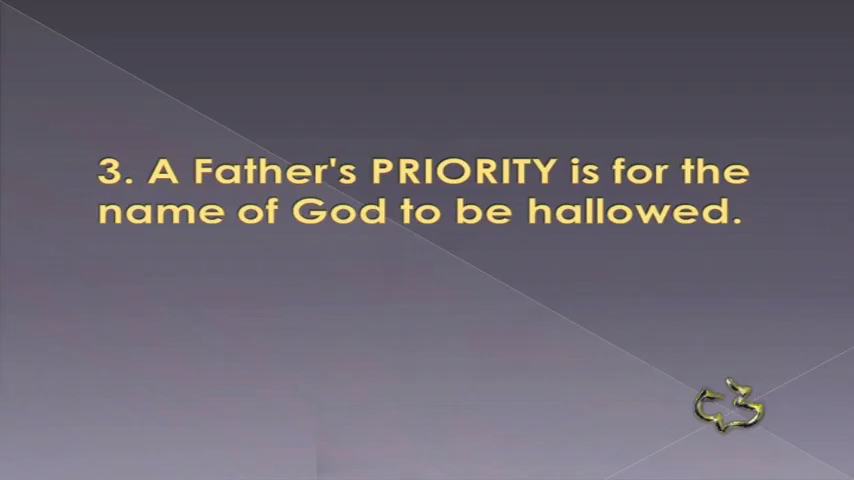 3. A Father's PRIORITY is for the
name of God to be hallowed.